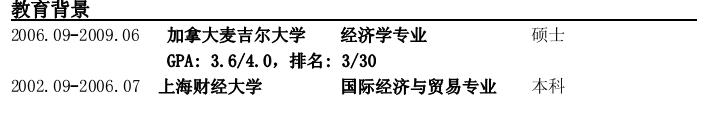 教育背景
2006.09-2009.06 加拿大麦吉尔大学 经济学专业 硕士
GPA: 3.6/4.0，排名: 3/30
2002.09-2006.07 上海财经大学 国际经济与贸易专业 本科